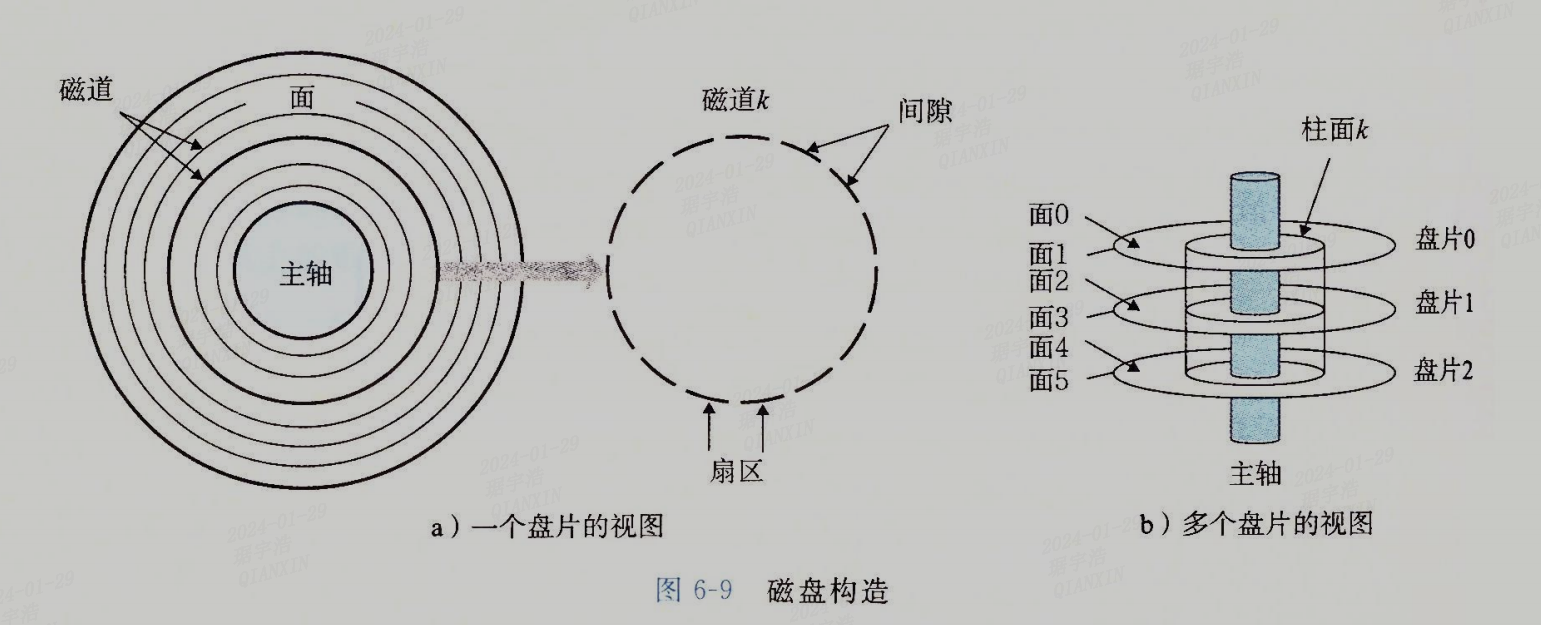 磁道
面
主轴
磁道k
间隙
扇区
a）一个盘片的视图
柱面k
面0
面1
面2
面3
面4
面5
盘片0
盘片1
盘片2
主轴
b）多个盘片的视图
图 6-9 磁盘构造
2024-01-29
QIANXIN